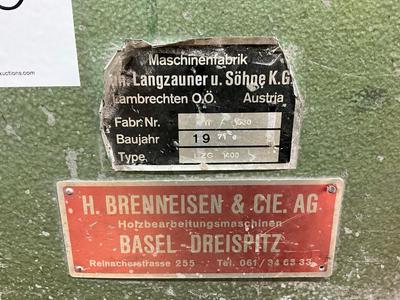 uctions.com
Maschinenfabrik
Langzauner u. Söhne K.G.
Lambrechten O.Ö. Austria
Fabr. Nr.
Baujahr 19
Type LZG
H. BRENNEISEN & CIE. AG
Holzbearbeitungsmaschinen
BASEL-DREISPITZ
Reinacherstrasse 255 Tel. 061/34 63 33